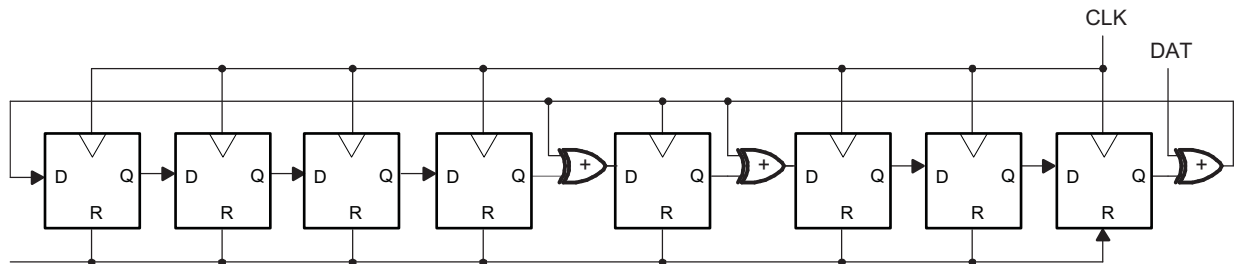 CLK
DAT
D Q D Q D Q D Q + D Q + D Q D Q D Q +
R R R R R R R R